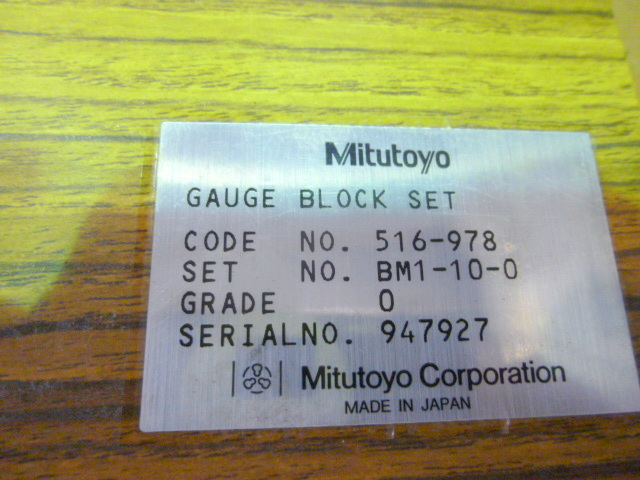 Mitutoyo
GAUGE BLOCK SET
CODE NO. 516-978
SET NO. BM1-10-0
GRADE 0
SERIALNO. 947927
Mitutoyo Corporation
MADE IN JAPAN